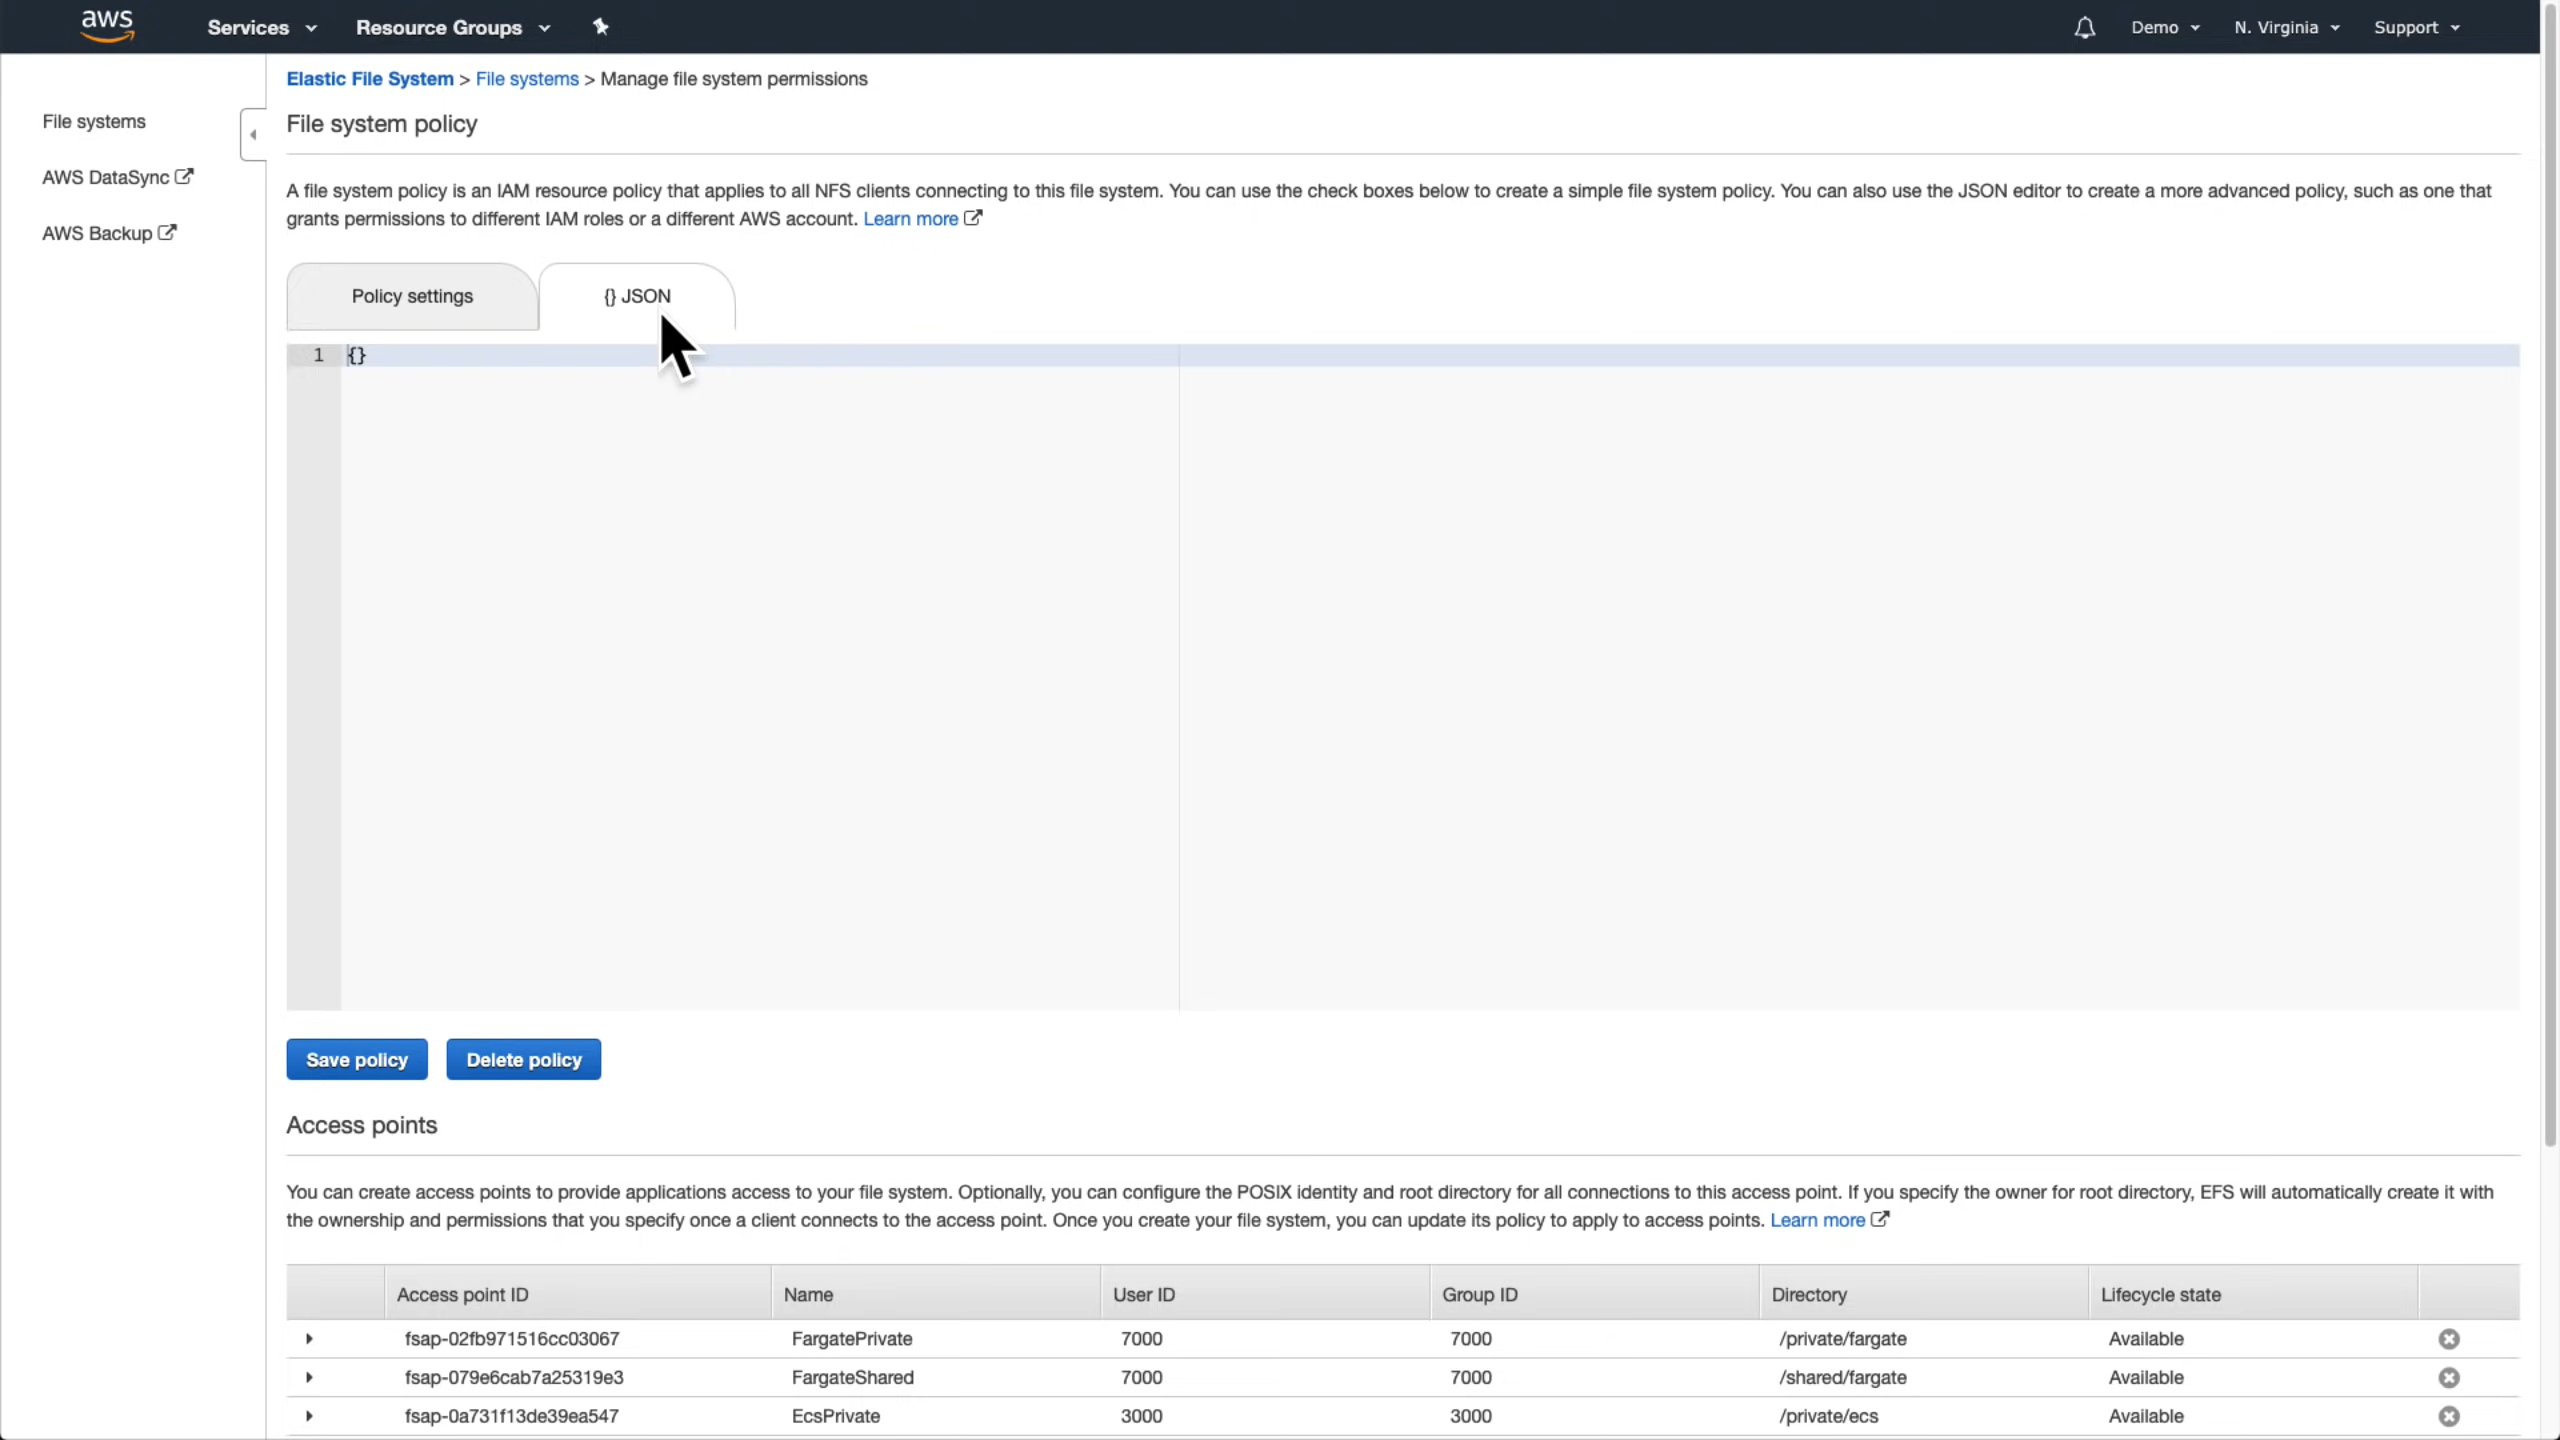 aws Services Resource Groups Demo N. Virginia Support
Elastic File System > File systems > Manage file system permissions
File systems
AWS DataSync
AWS Backup
File system policy
A file system policy is an IAM resource policy that applies to all NFS clients connecting to this file system. You can use the check boxes below to create a simple file system policy. You can also use the JSON editor to create a more advanced policy, such as one that
grants permissions to different IAM roles or a different AWS account. Learn more
Policy settings {} JSON
1 {}
Save policy Delete policy
Access points
You can create access points to provide applications access to your file system. Optionally, you can configure the POSIX identity and root directory for all connections to this access point. If you specify the owner for root directory, EFS will automatically create it with
the ownership and permissions that you specify once a client connects to the access point. Once you create your file system, you can update its policy to apply to access points. Learn more
Access point ID Name User ID Group ID Directory Lifecycle state
fsap-02fb971516cc03067 FargatePrivate 7000 7000 /private/fargate Available
fsap-079e6cab7a25319e3 FargateShared 7000 7000 /shared/fargate Available
fsap-0a731f13de39ea547 EcsPrivate 3000 3000 /private/ecs Available